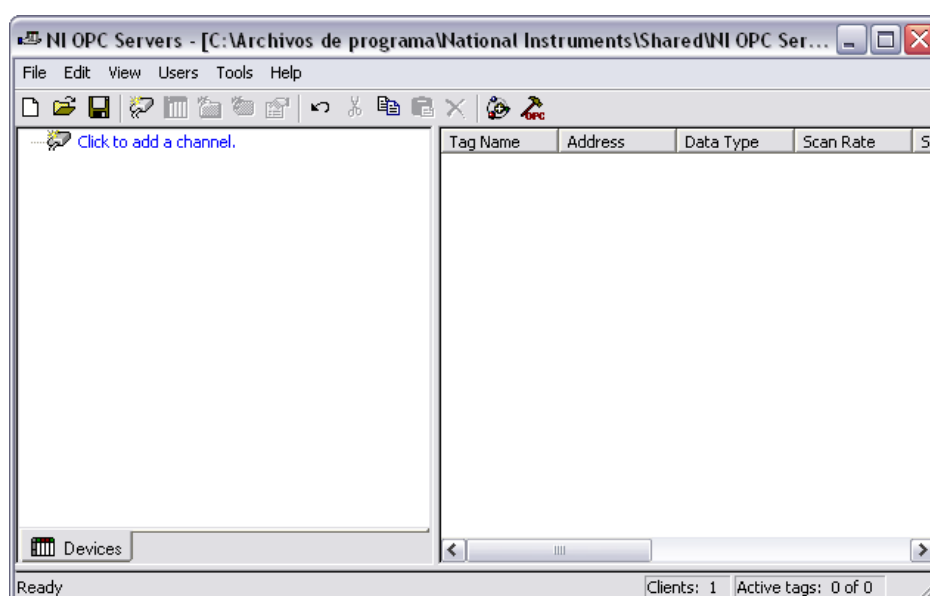 NI OPC Servers - [C:\Archivos de programa\National Instruments\Shared\NI OPC Ser...
File Edit View Users Tools Help
OPC
Click to add a channel.
Tag Name Address Data Type Scan Rate S
Devices
Ready Clients: 1 Active tags: 0 of 0